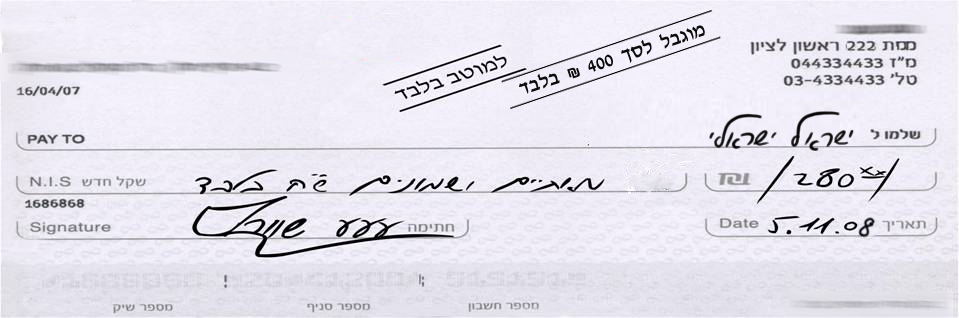 מסת 222 ראשון לציון
מ"ז 044334433
טל' 03-4334433
16/04/07
למוטב בלבד
מוגבל לסך 400 ₪ בלבד
PAY TO שלמו ל ישראל ישראלי
N.I.S שקל חדש מאתיים ושמונים ש"ח בלבד ₪ 280 xx
1686868
Signature חתימה
Date 5.11.08 תאריך
מספר שיק מספר סניף מספר חשבון